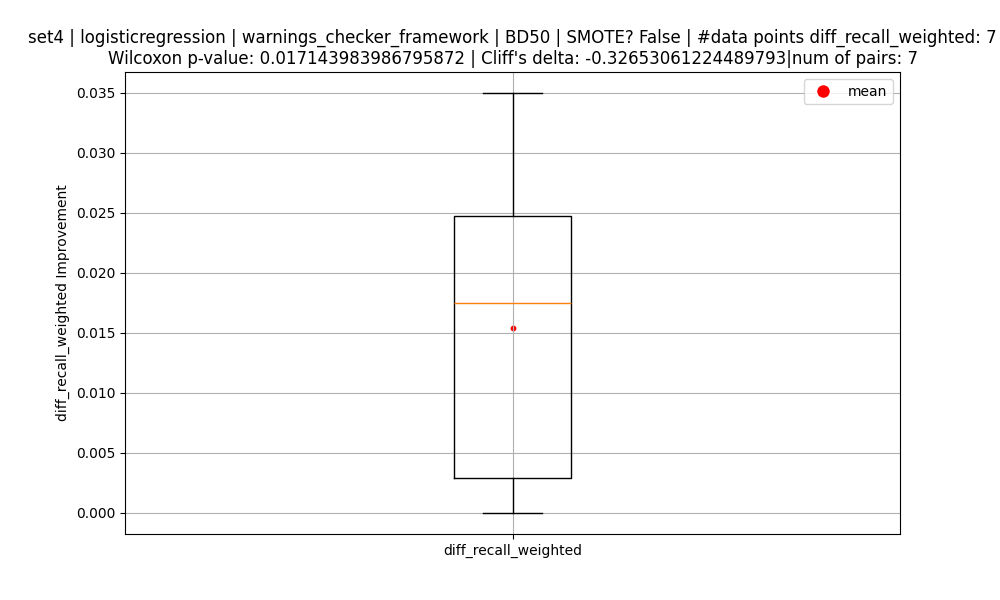 set4 | logisticregression | warnings_checker_framework | BD50 | SMOTE? False | #data points diff_recall_weighted: 7
Wilcoxon p-value: 0.017143983986795872 | Cliff's delta: -0.32653061224489793|num of pairs: 7
mean
0.035
0.030
0.025
0.020
0.015
0.010
0.005
0.000
diff_recall_weighted Improvement
diff_recall_weighted